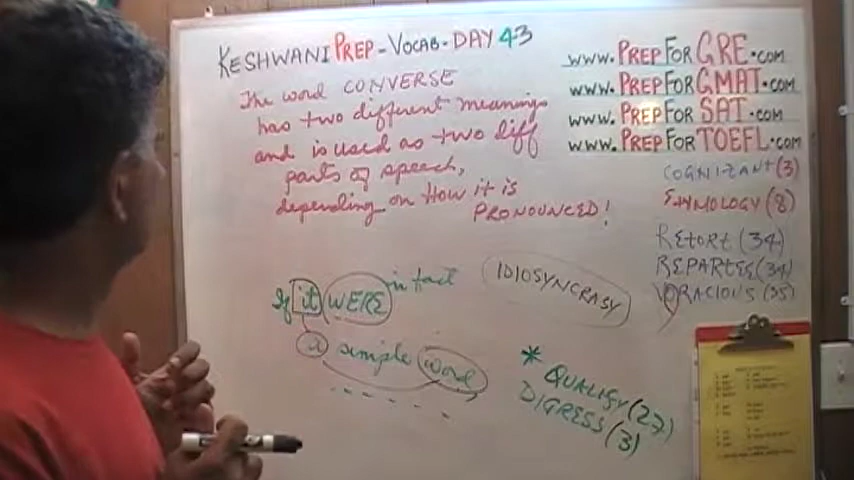 KESHWANI PREP-VOCAB-DAY 43
The word CONVERSE
has two different meanings
and is used as two diff
parts of speech,
depending on How it is
PRONOUNCED!
www.PREPFORGRE.com
www.PREPFORGMAT.com
www.PREPFORSAT.com
www.PREPFORTOEFL.com
COGNIZANT (3)
ETYMOLOGY (8)
RETORT (34)
REPARTEE (34)
VORACIOUS (35)
IDIOSYNCRASY
If it WERE in fact
a simple word
* QUALIFY (27)
DIGRESS (3)